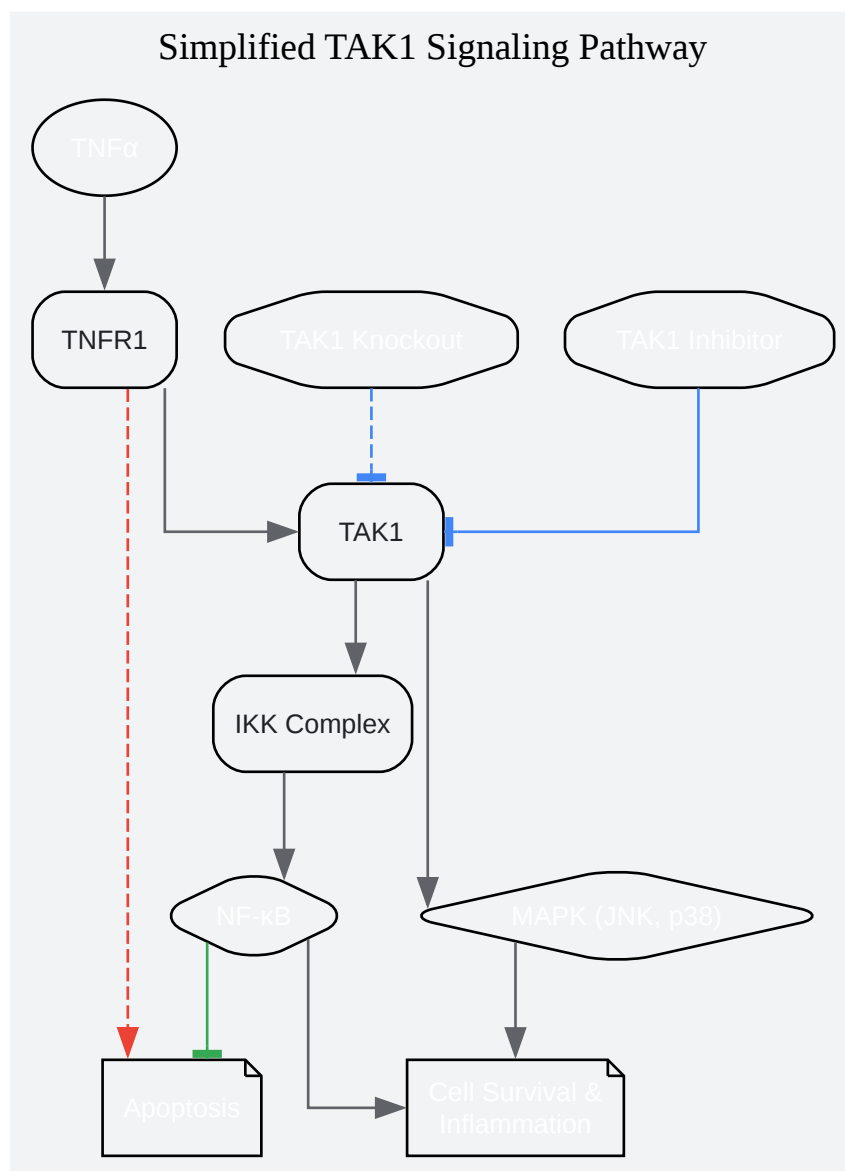 Simplified TAK1 Signaling Pathway
TNFα
TNFR1
TAK1 Knockout
TAK1 Inhibitor
TAK1
IKK Complex
NF-κB
MAPK (JNK, p38)
Apoptosis
Cell Survival &
Inflammation